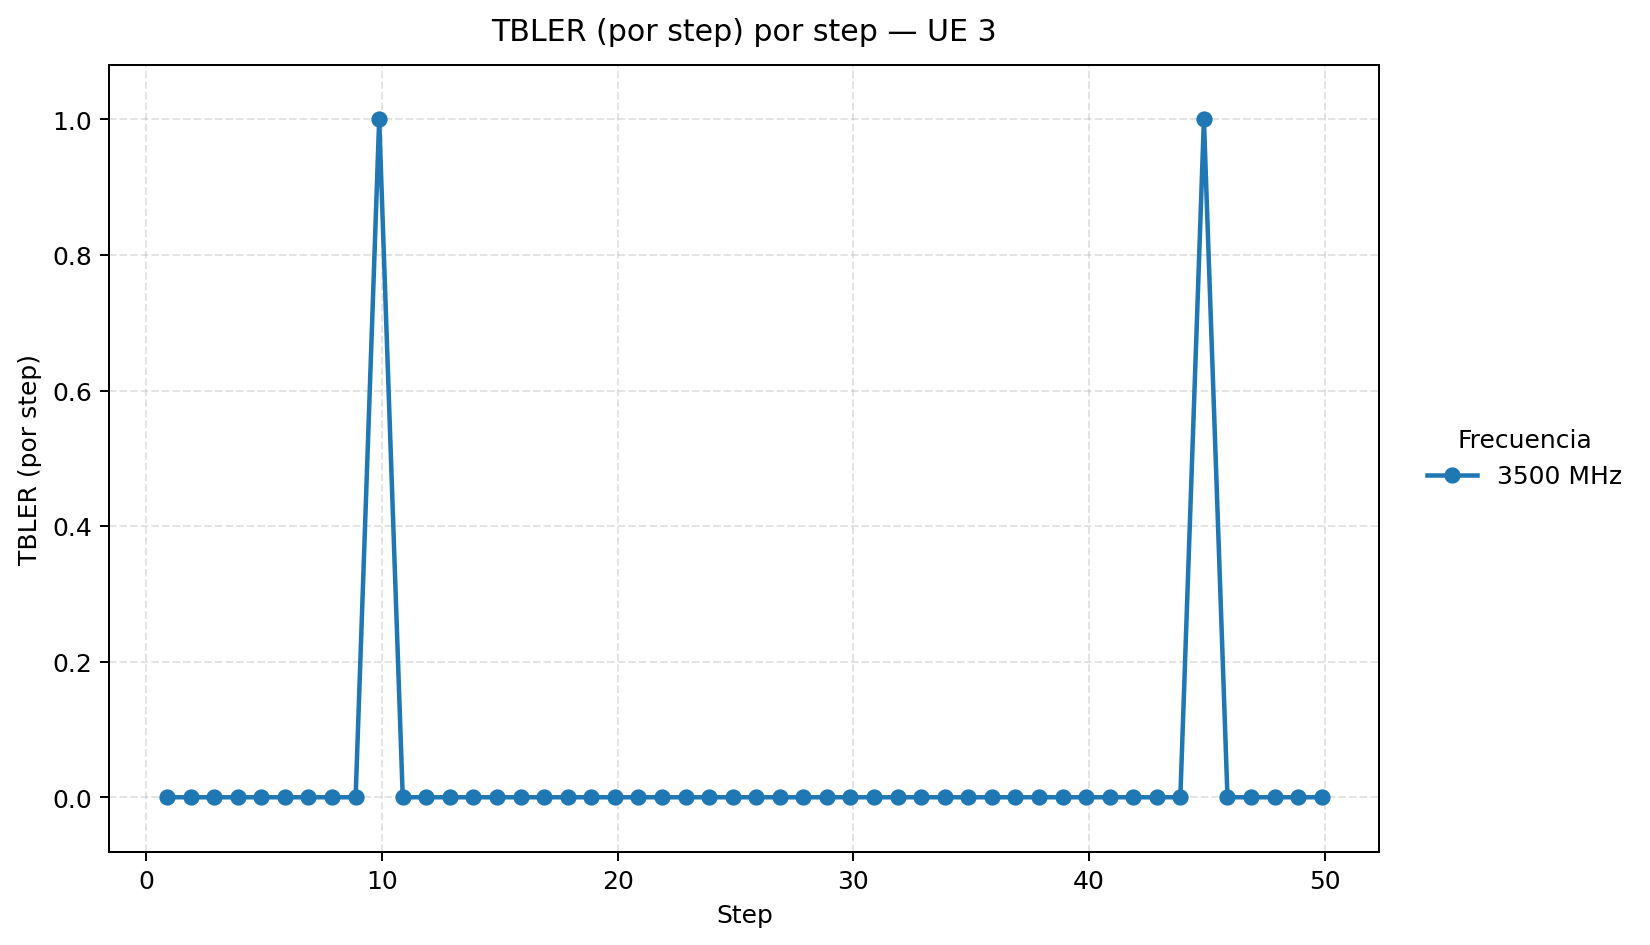 TBLER (por step) por step — UE 3
TBLER (por step)
1.0
0.8
0.6
0.4
0.2
0.0
0 10 20 30 40 50
Step
Frecuencia
3500 MHz